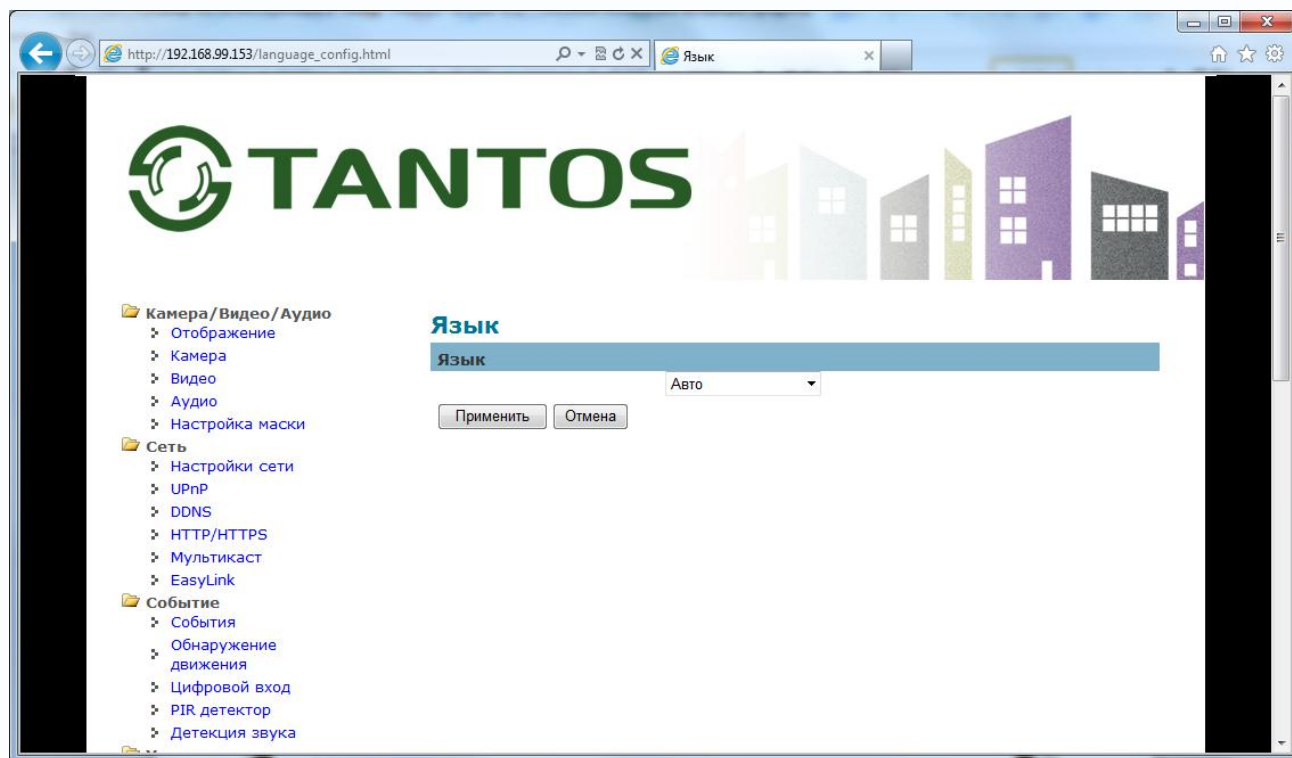 http://192.168.99.153/language_config.html
Язык
TANTOS
Камера/Видео/Аудио
Отображение
Камера
Видео
Аудио
Настройка маски
Сеть
Настройки сети
UPnP
DDNS
HTTP/HTTPS
Мультикаст
EasyLink
Событие
События
Обнаружение
движения
Цифровой вход
PIR детектор
Детекция звука
Язык
Язык
Авто
Применить Отмена